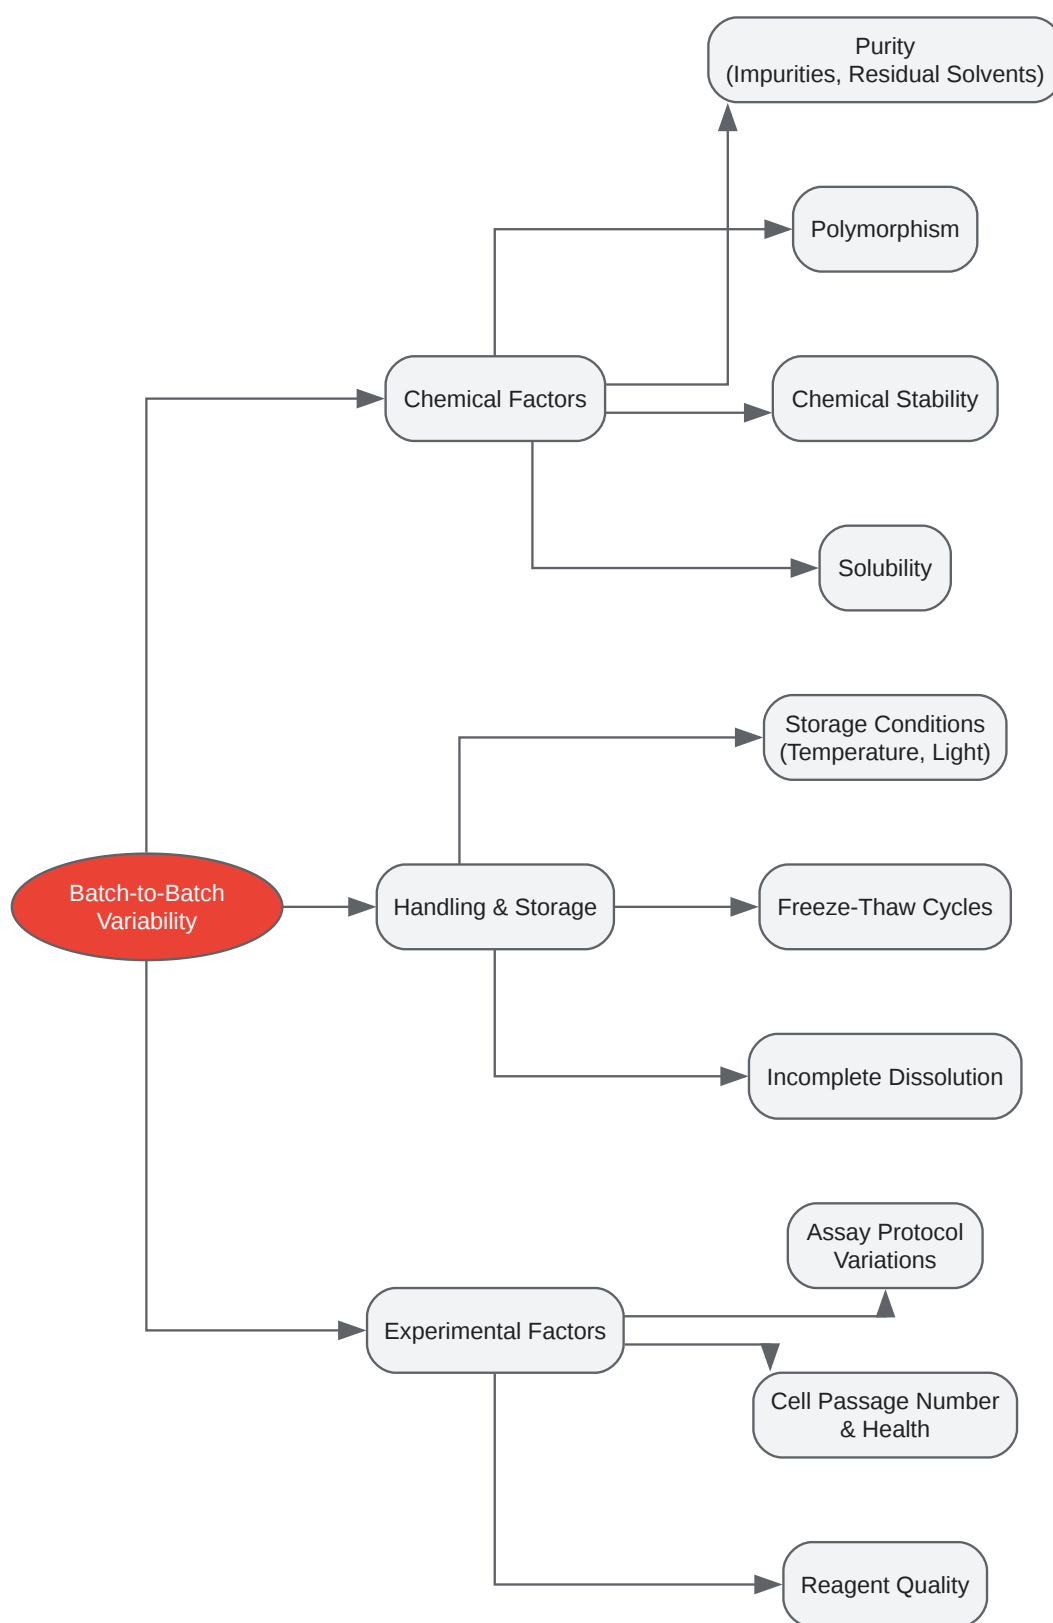 Purity
(Impurities, Residual Solvents)
Polymorphism
Chemical Factors
Chemical Stability
Solubility
Storage Conditions
(Temperature, Light)
Batch-to-Batch
Variability
Handling & Storage
Freeze-Thaw Cycles
Incomplete Dissolution
Assay Protocol
Variations
Experimental Factors
Cell Passage Number
& Health
Reagent Quality